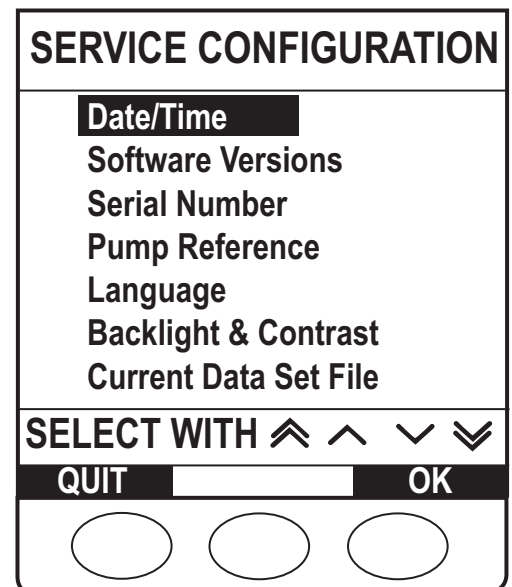 SERVICE CONFIGURATION
Date/Time
Software Versions
Serial Number
Pump Reference
Language
Backlight & Contrast
Current Data Set File
SELECT WITH
QUIT OK